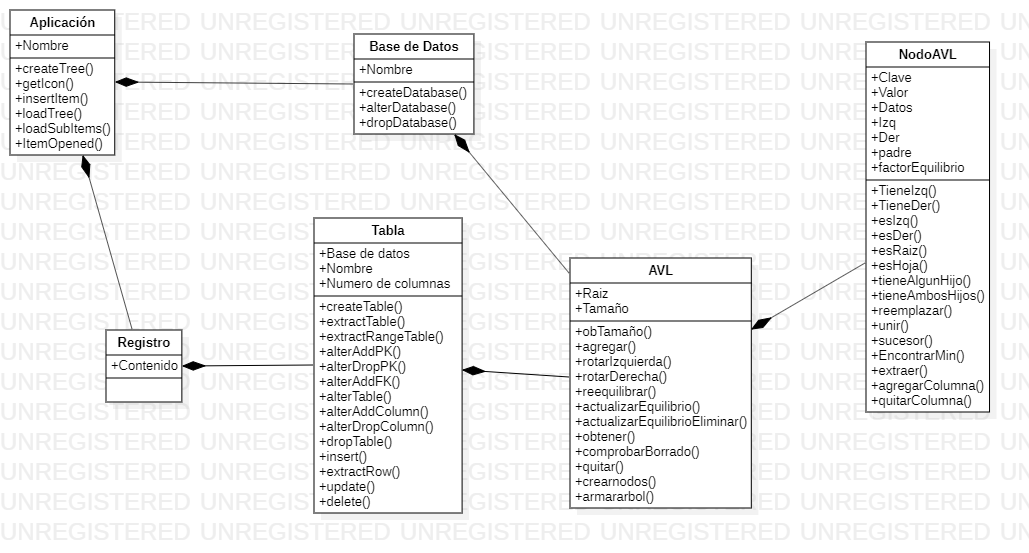 Aplicación
+Nombre
+createTree()
+getIcon()
+insertItem()
+loadTree()
+loadSubItems()
+ItemOpened()
Base de Datos
+Nombre
+createDatabase()
+alterDatabase()
+dropDatabase()
NodoAVL
+Clave
+Valor
+Datos
+Izq
+Der
+padre
+factorEquilibrio
+TieneIzq()
+TieneDer()
+esIzq()
+esDer()
+esRaiz()
+esHoja()
+tieneAlgunHijo()
+tieneAmbosHijos()
+reemplazar()
+unir()
+sucesor()
+EncontrarMin()
+extraer()
+agregarColumna()
+quitarColumna()
Tabla
+Base de datos
+Nombre
+Numero de columnas
+createTable()
+extractTable()
+extractRangeTable()
+alterAddPK()
+alterDropPK()
+alterAddFK()
+alterTable()
+alterAddColumn()
+alterDropColumn()
+dropTable()
+insert()
+extractRow()
+update()
+delete()
AVL
+Raiz
+Tamaño
+obTamaño()
+agregar()
+rotarIzquierda()
+rotarDerecha()
+reequilibrar()
+actualizarEquilibrio()
+actualizarEquilibrioEliminar()
+obtener()
+comprobarBorrado()
+quitar()
+crearnodos()
+armararbol()
Registro
+Contenido
UNREGISTERED